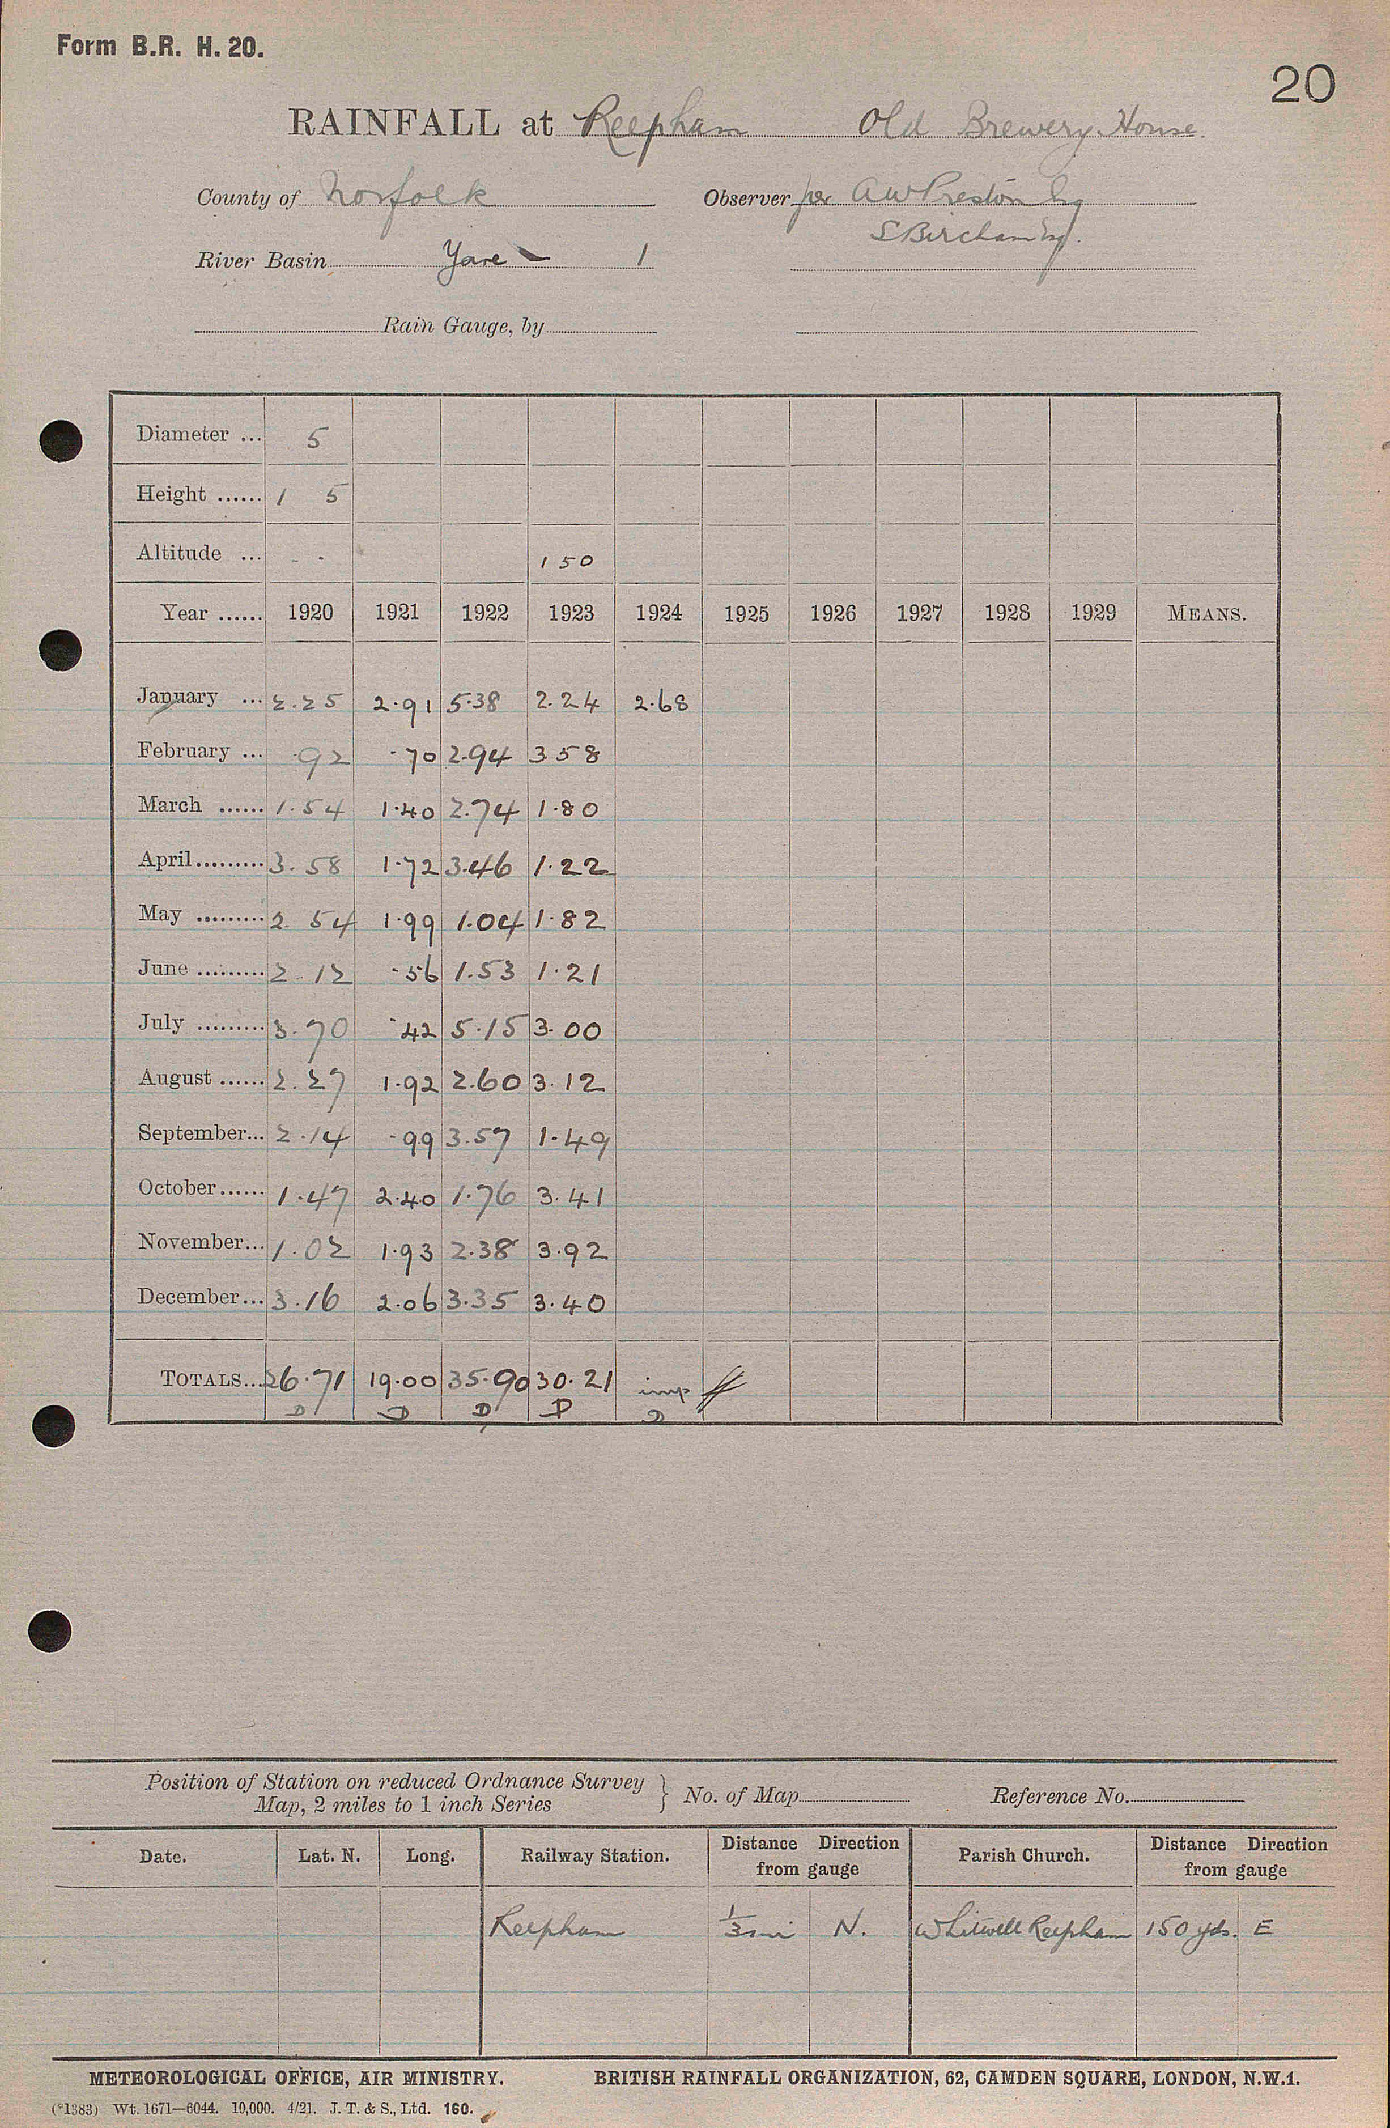 Form B.R. H. 20.
20
RAINFALL at Reepham Old Brewery House.
County of Norfolk Observer per A W Preston Esq
S Bircham Esq.
River Basin Yare 1
Rain Gauge, by
Diameter ... 5
Height ...... 1 5
Altitude ... - - 150
Year ...... 1920 1921 1922 1923 1924 1925 1926 1927 1928 1929 MEANS.
January ... 2.25 2.91 5.38 2.24 2.68
February ... .92 .70 2.94 3 58
March ...... 1.54 1.40 2.74 1.80
April ......... 3.58 1.72 3.46 1.22
May ......... 2.54 1.99 1.04 1.82
June ......... 2.12 .56 1.53 1.21
July ......... 3.70 .42 5.15 3.00
August ...... 2.27 1.92 2.60 3.12
September... 2.14 .99 3.57 1.49
October...... 1.47 2.40 1.76 3.41
November... 1.02 1.93 2.38 3.92
December... 3.16 2.06 3.35 3.40
TOTALS... 26.71 19.00 35.90 30.21 imp
D D D D D
Position of Station on reduced Ordnance Survey
Map, 2 miles to 1 inch Series } No. of Map Reference No.
Date. Lat. N. Long. Railway Station. Distance Direction from gauge Parish Church. Distance Direction from gauge
Reepham 1/3 mi N. Whitwell Reepham 150 yds. E
METEOROLOGICAL OFFICE, AIR MINISTRY. BRITISH RAINFALL ORGANIZATION, 62, CAMDEN SQUARE, LONDON, N.W.1.
(*1383) Wt. 1671—6044. 10,000. 4/21. J. T. & S., Ltd. 160.